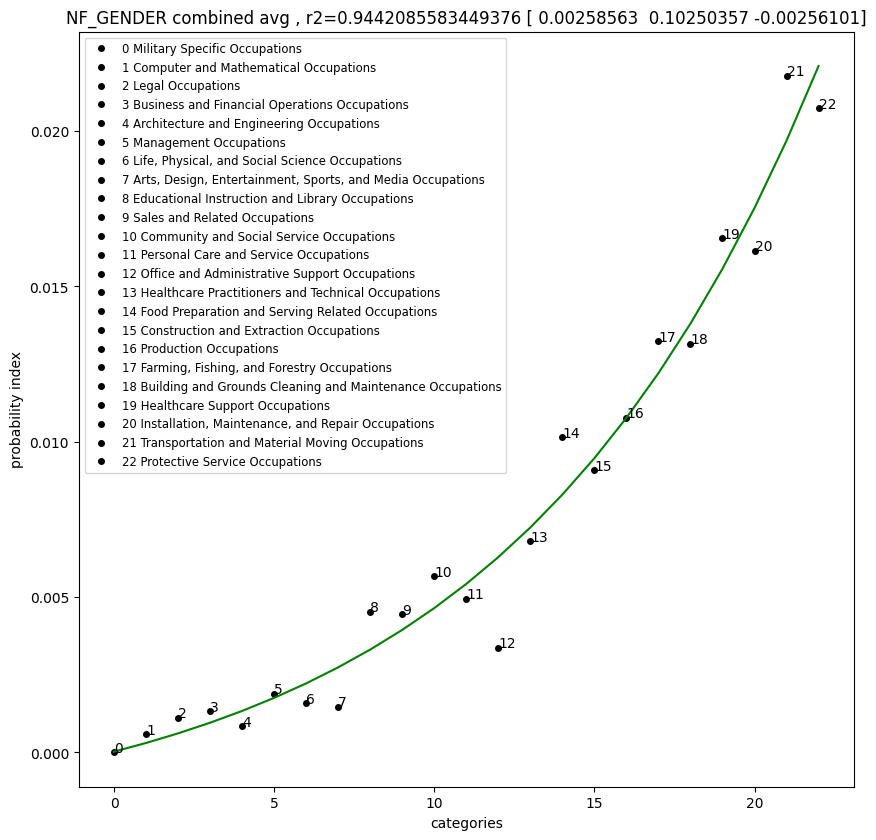 NF_GENDER combined avg , r2=0.9442085583449376 [ 0.00258563  0.10250357 -0.00256101]
0 Military Specific Occupations
1 Computer and Mathematical Occupations
2 Legal Occupations
3 Business and Financial Operations Occupations
4 Architecture and Engineering Occupations
5 Management Occupations
6 Life, Physical, and Social Science Occupations
7 Arts, Design, Entertainment, Sports, and Media Occupations
8 Educational Instruction and Library Occupations
9 Sales and Related Occupations
10 Community and Social Service Occupations
11 Personal Care and Service Occupations
12 Office and Administrative Support Occupations
13 Healthcare Practitioners and Technical Occupations
14 Food Preparation and Serving Related Occupations
15 Construction and Extraction Occupations
16 Production Occupations
17 Farming, Fishing, and Forestry Occupations
18 Building and Grounds Cleaning and Maintenance Occupations
19 Healthcare Support Occupations
20 Installation, Maintenance, and Repair Occupations
21 Transportation and Material Moving Occupations
22 Protective Service Occupations
probability index
0.020
0.015
0.010
0.005
0.000
0
1
2
3
4
5
6
7
8
9
10
11
12
13
14
15
16
17
18
19
20
21
22
0
5
10
15
20
categories